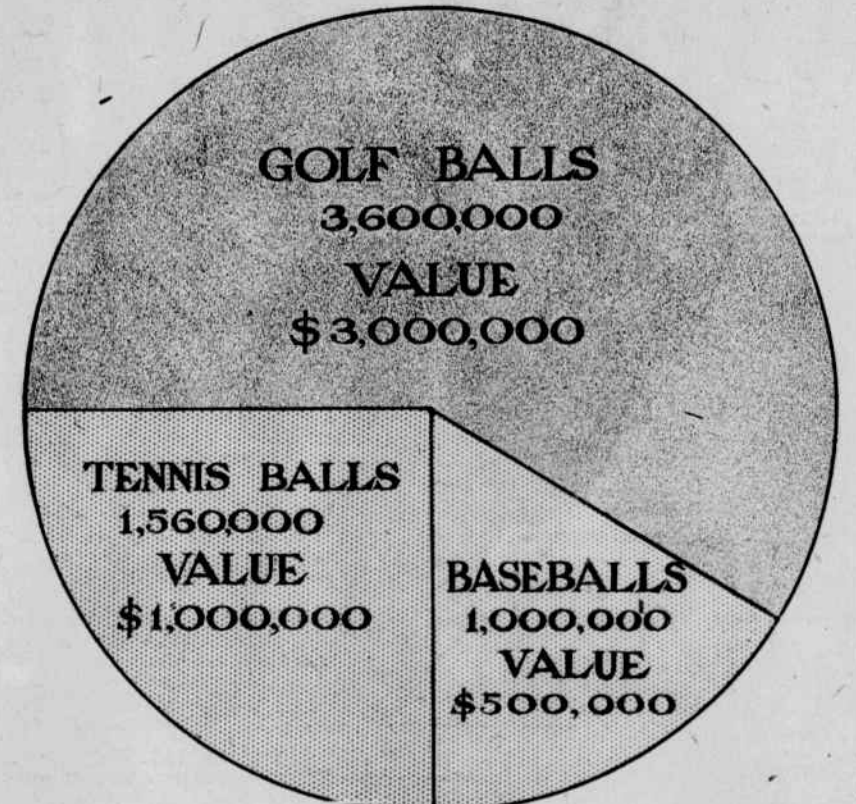 GOLF BALLS
3,600,000
VALUE
$3,000,000
TENNIS BALLS
1,560,000
VALUE
$1,000,000
BASEBALLS
1,000,000
VALUE
$500,000